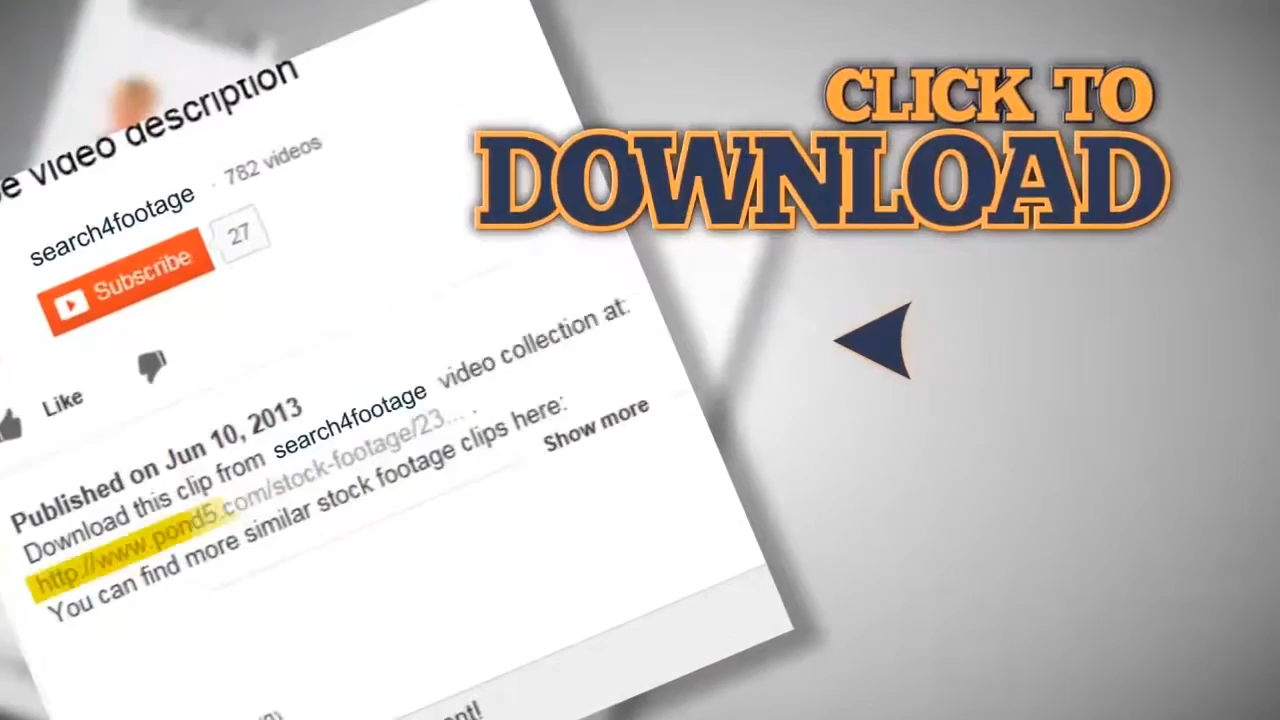 CLICK TO
DOWNLOAD
video description
search4footage · 782 videos
Subscribe 27
Like
Published on Jun 10, 2013
Download this clip from search4footage video collection at:
http://www.pond5.com/stock-footage/23... .
You can find more similar stock footage clips here:
Show more